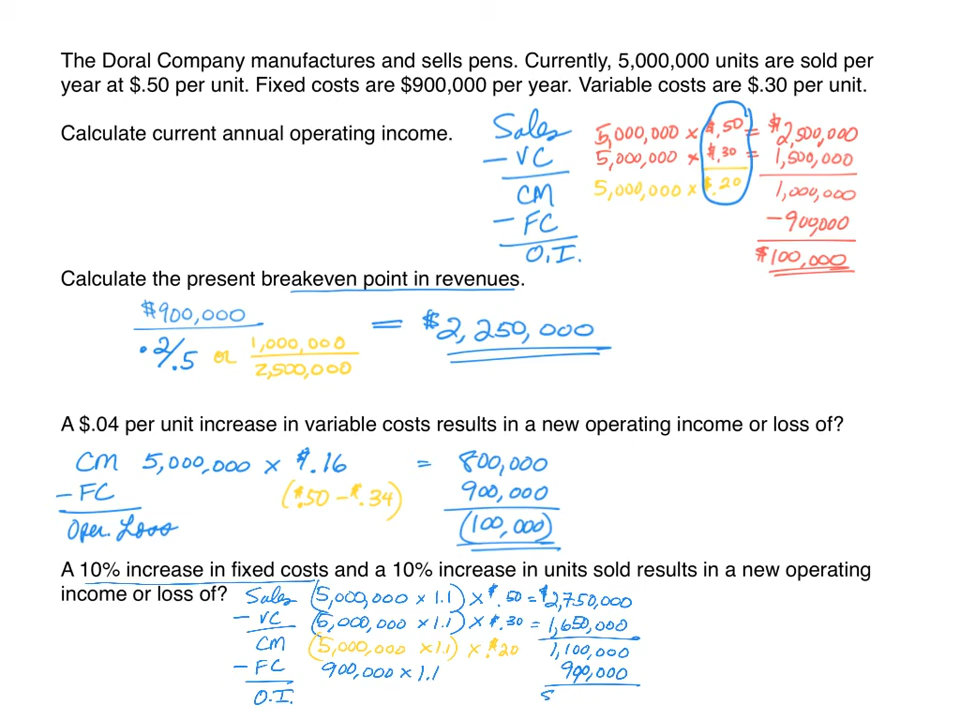 The Doral Company manufactures and sells pens. Currently, 5,000,000 units are sold per
year at $.50 per unit. Fixed costs are $900,000 per year. Variable costs are $.30 per unit.
Calculate current annual operating income.
Sales 5,000,000 × $.50 = $2,500,000
- VC 5,000,000 × $.30 = 1,500,000
CM 5,000,000 × $.20 1,000,000
- FC - 900,000
O.I. $100,000
Calculate the present breakeven point in revenues.
$900,000
.2/.5 or 1,000,000
2,500,000
= $2,250,000
A $.04 per unit increase in variable costs results in a new operating income or loss of?
CM 5,000,000 × $.16 = 800,000
- FC ($.50 - $.34) 900,000
Oper. Loss (100,000)
A 10% increase in fixed costs and a 10% increase in units sold results in a new operating
income or loss of?
Sales (5,000,000 × 1.1) × $.50 = $2,750,000
- VC (5,000,000 × 1.1) × $.30 = 1,650,000
CM (5,000,000 × 1.1) × $.20 1,100,000
- FC 900,000 × 1.1 990,000
O.I.